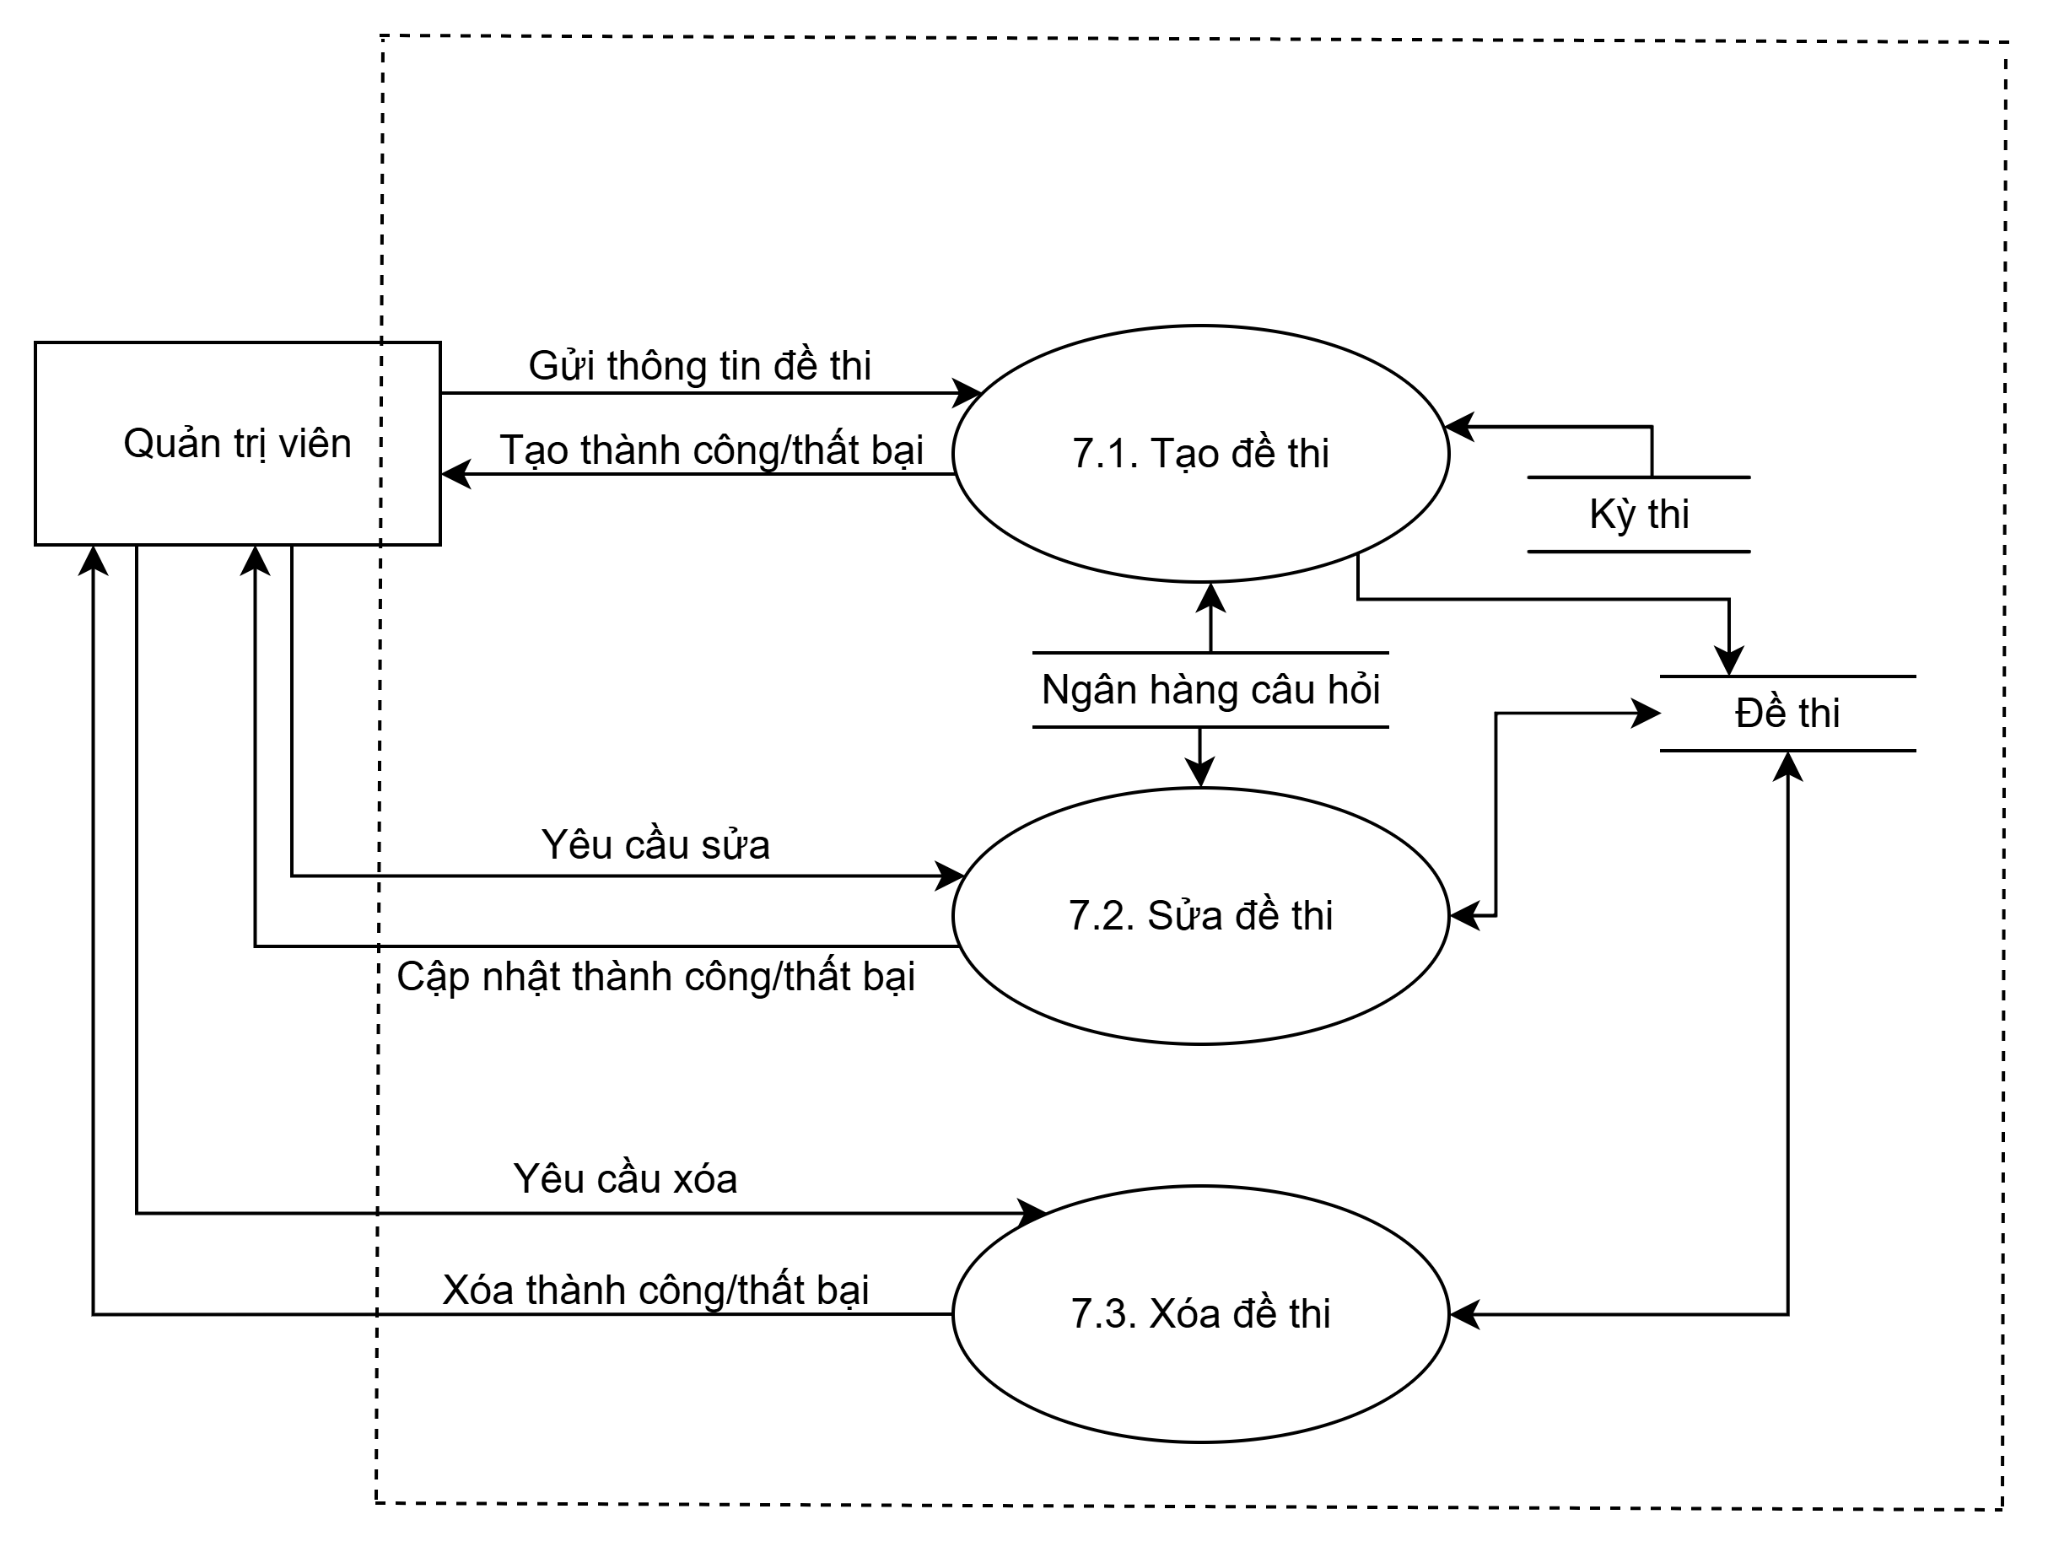 Gửi thông tin đề thi
Quản trị viên
Tạo thành công/thất bại
7.1. Tạo đề thi
Kỳ thi
Ngân hàng câu hỏi
Đề thi
Yêu cầu sửa
7.2. Sửa đề thi
Cập nhật thành công/thất bại
Yêu cầu xóa
Xóa thành công/thất bại
7.3. Xóa đề thi